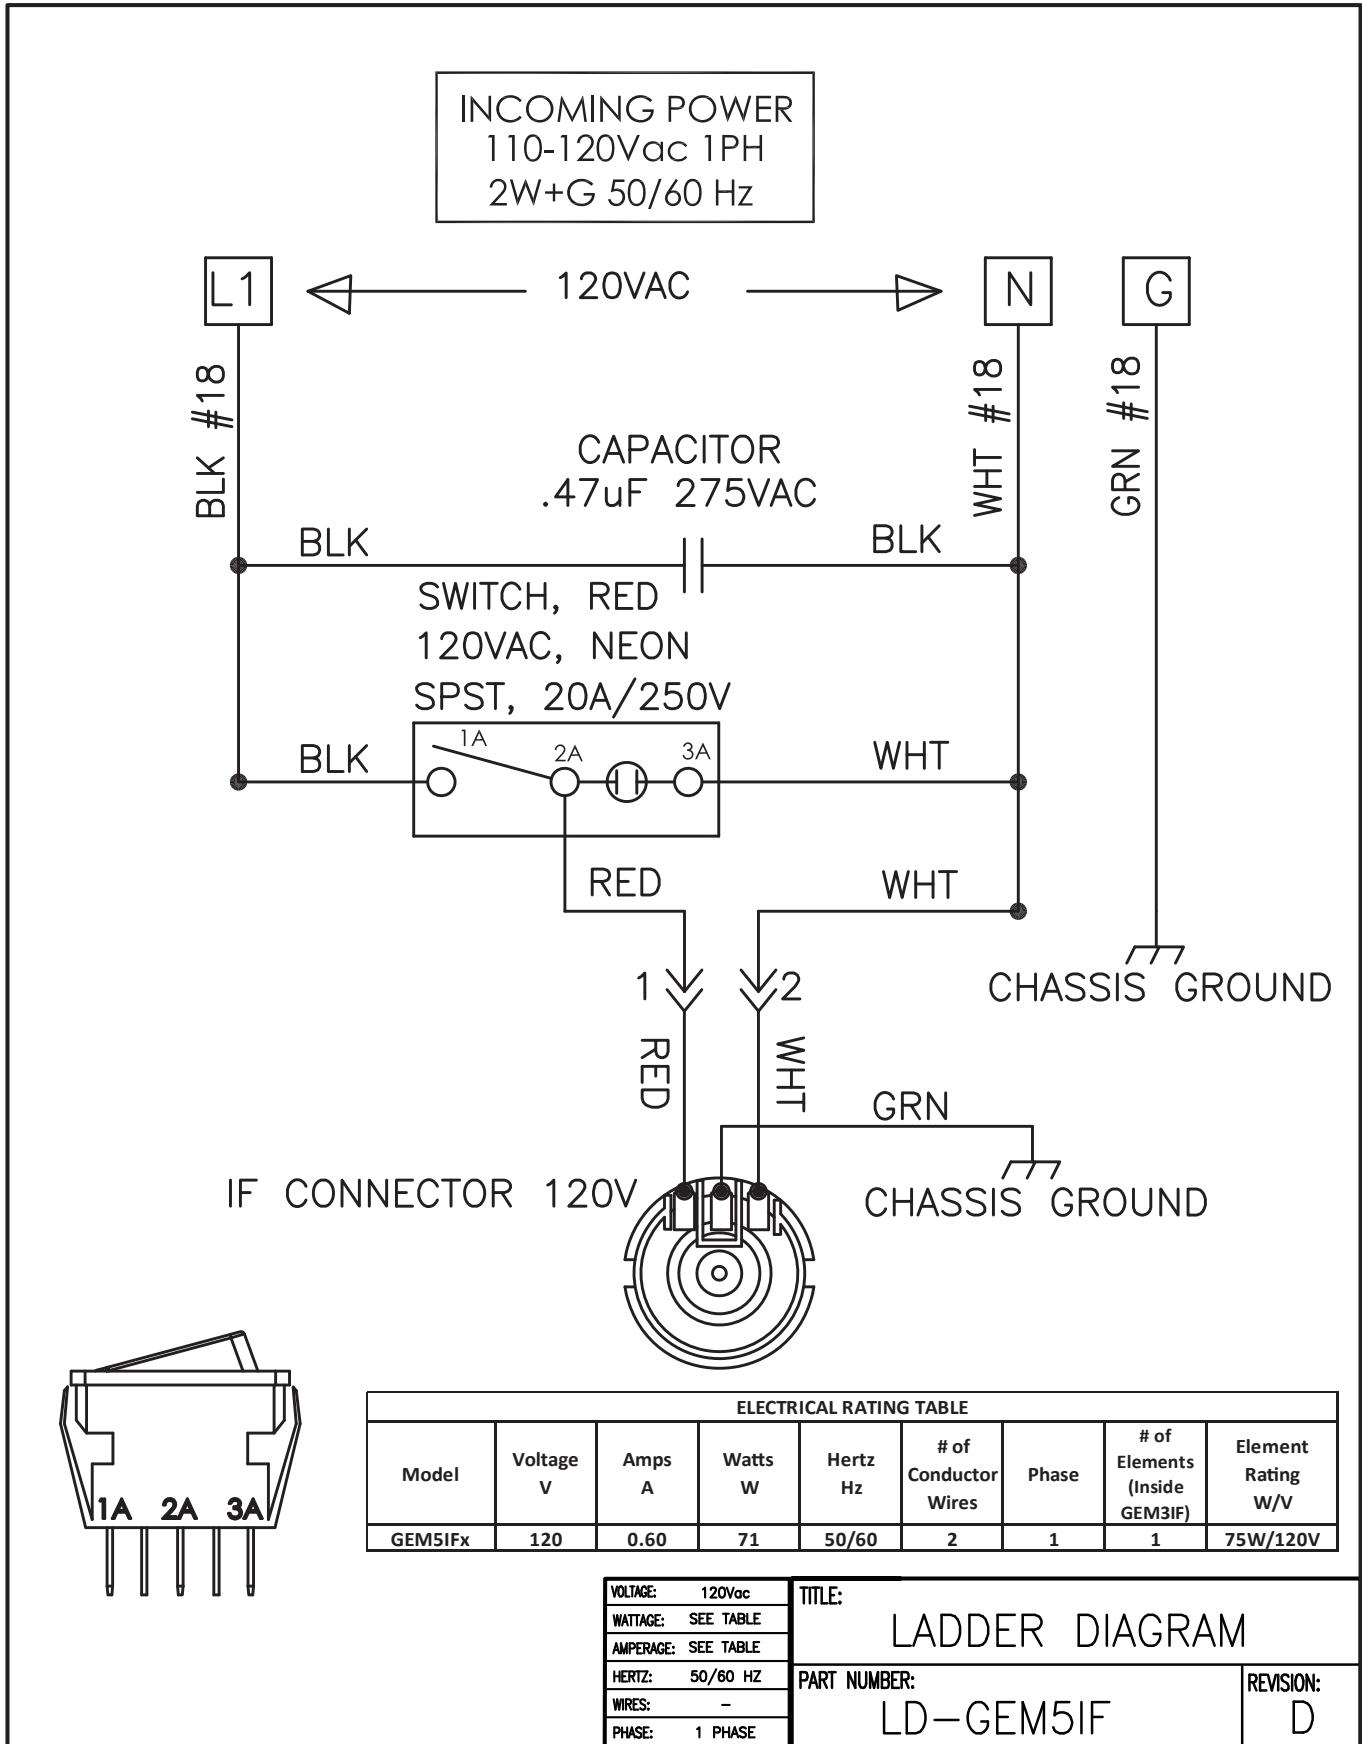 INCOMING POWER
110-120Vac 1PH
2W+G 50/60 Hz
L1
120VAC
N
G
BLK #18
WHT #18
GRN #18
CAPACITOR
.47uF 275VAC
BLK
BLK
SWITCH, RED
120VAC, NEON
SPST, 20A/250V
BLK
1A
2A
3A
WHT
RED
WHT
1
2
CHASSIS GROUND
RED
WHT
GRN
IF CONNECTOR 120V
CHASSIS GROUND
1A 2A 3A
ELECTRICAL RATING TABLE
Model
Voltage
V
Amps
A
Watts
W
Hertz
Hz
# of
Conductor
Wires
Phase
# of
Elements
(Inside
GEM3IF)
Element
Rating
W/V
GEM5IFx 120 0.60 71 50/60 2 1 1 75W/120V
VOLTAGE: 120Vac
WATTAGE: SEE TABLE
AMPERAGE: SEE TABLE
HERTZ: 50/60 HZ
WIRES: –
PHASE: 1 PHASE
TITLE:
LADDER DIAGRAM
PART NUMBER:
LD–GEM5IF
REVISION:
D